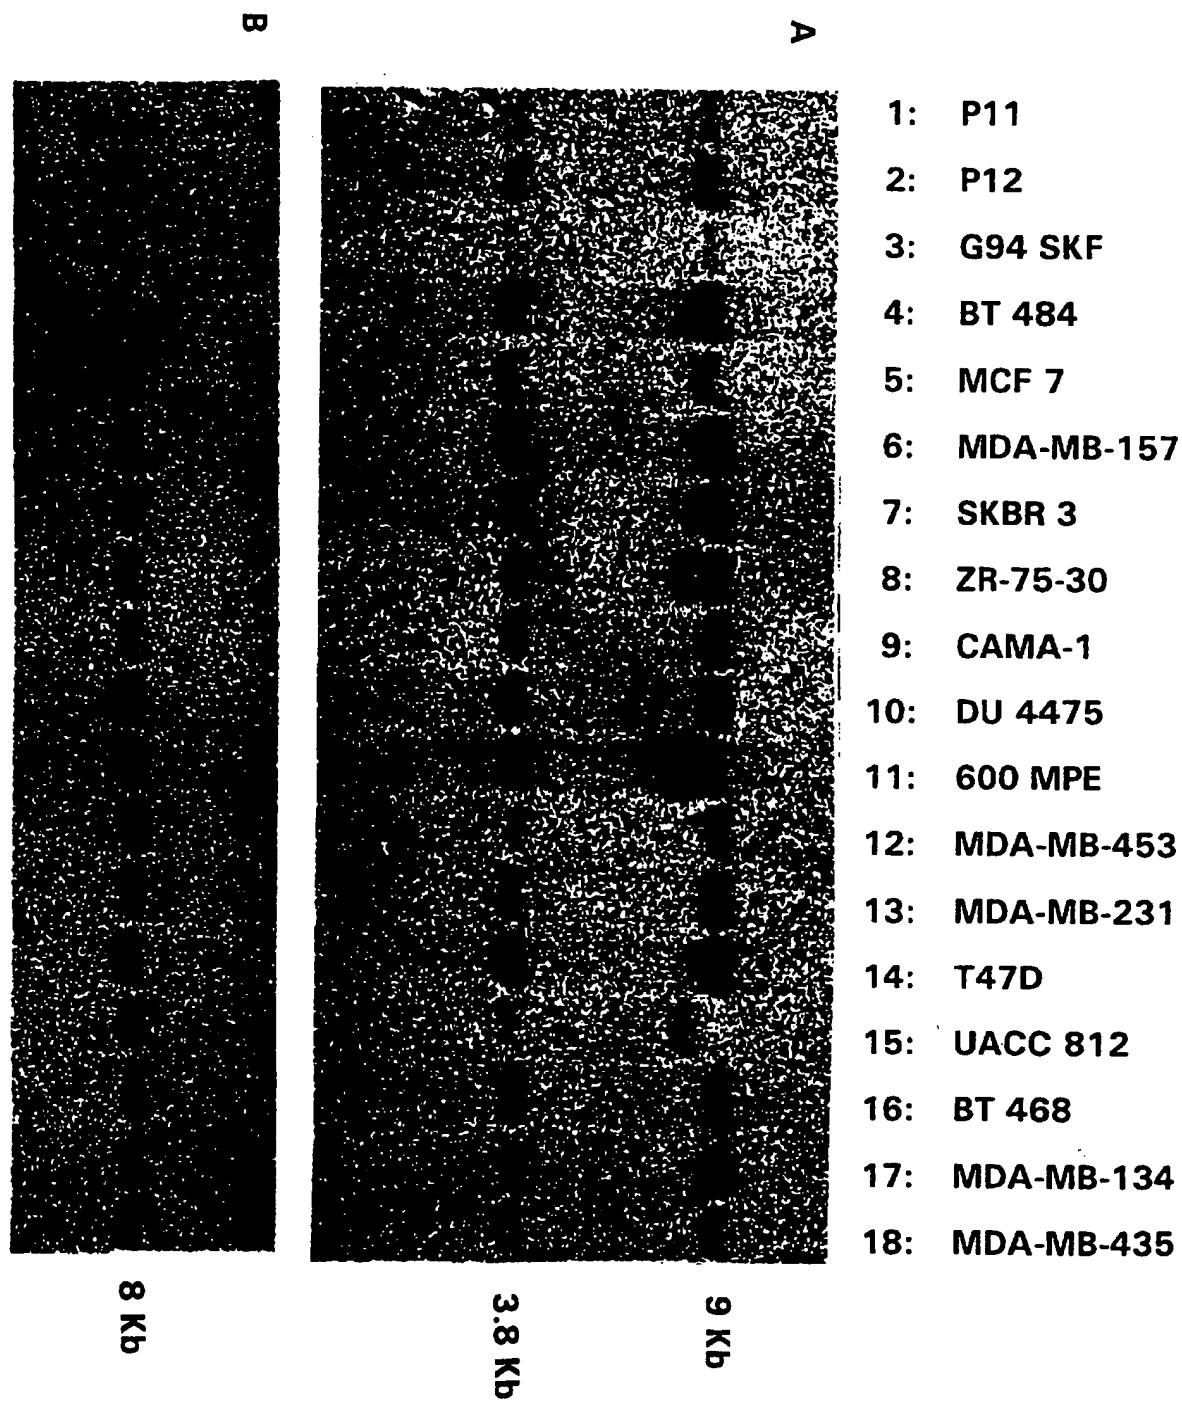 B
A
1: P11
2: P12
3: G94 SKF
4: BT 484
5: MCF 7
6: MDA-MB-157
7: SKBR 3
8: ZR-75-30
9: CAMA-1
10: DU 4475
11: 600 MPE
12: MDA-MB-453
13: MDA-MB-231
14: T47D
15: UACC 812
16: BT 468
17: MDA-MB-134
18: MDA-MB-435
8 Kb
3.8 Kb
9 Kb